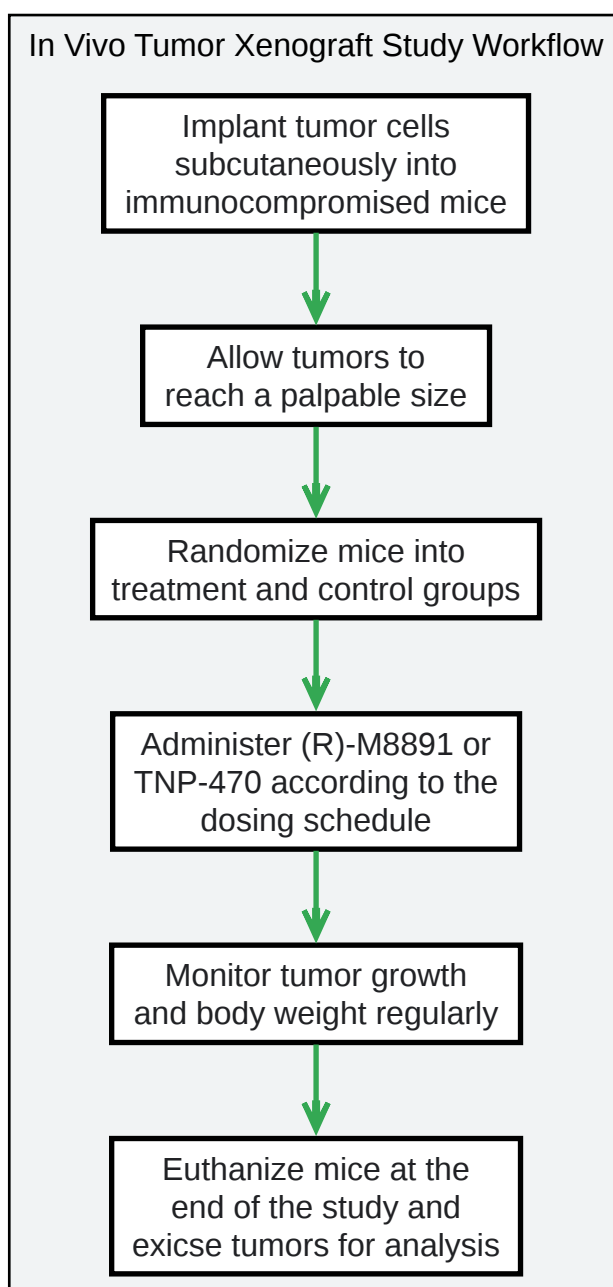 In Vivo Tumor Xenograft Study Workflow
Implant tumor cells
subcutaneously into
immunocompromised mice
Allow tumors to
reach a palpable size
Randomize mice into
treatment and control groups
Administer (R)-M8891 or
TNP-470 according to the
dosing schedule
Monitor tumor growth
and body weight regularly
Euthanize mice at the
end of the study and
exicse tumors for analysis